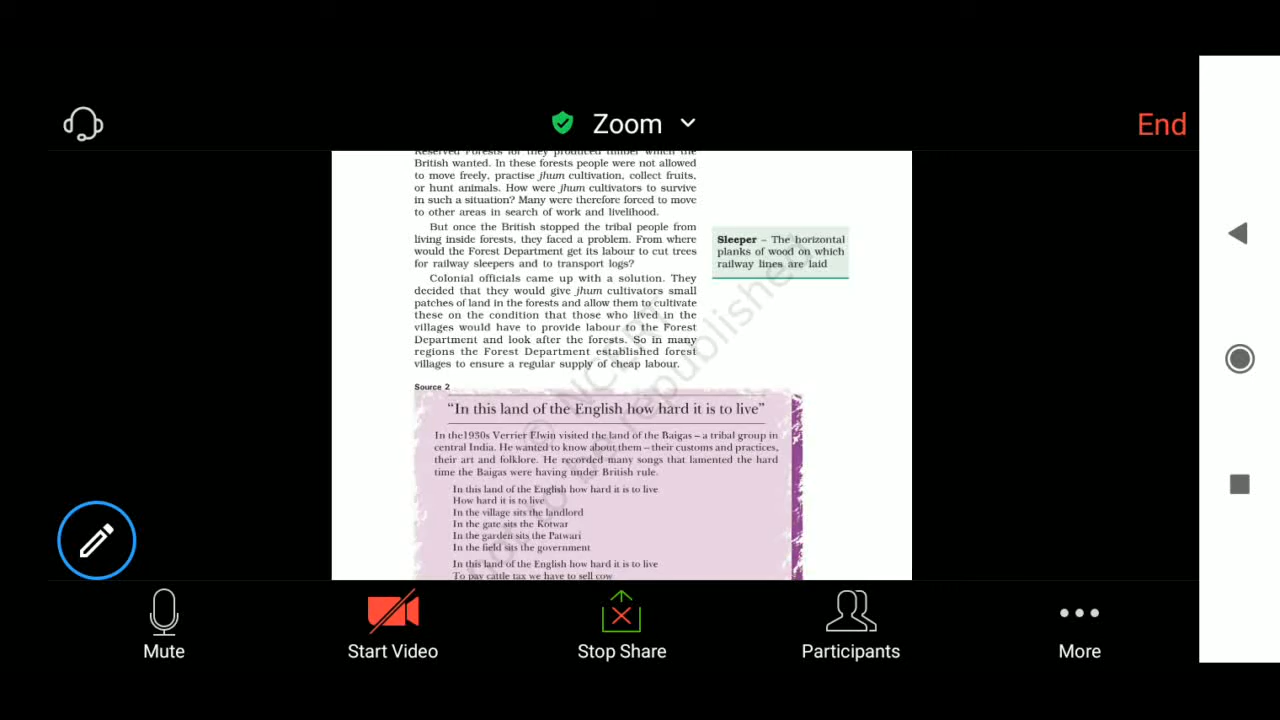 Zoom
End
Reserved Forests for they produced timber which the
British wanted. In these forests people were not allowed
to move freely, practise jhum cultivation, collect fruits,
or hunt animals. How were jhum cultivators to survive
in such a situation? Many were therefore forced to move
to other areas in search of work and livelihood.
But once the British stopped the tribal people from
living inside forests, they faced a problem. From where
would the Forest Department get its labour to cut trees
for railway sleepers and to transport logs?
Colonial officials came up with a solution. They
decided that they would give jhum cultivators small
patches of land in the forests and allow them to cultivate
these on the condition that those who lived in the
villages would have to provide labour to the Forest
Department and look after the forests. So in many
regions the Forest Department established forest
villages to ensure a regular supply of cheap labour.
Sleeper – The horizontal
planks of wood on which
railway lines are laid
Source 2
“In this land of the English how hard it is to live”
In the1930s Verrier Elwin visited the land of the Baigas – a tribal group in
central India. He wanted to know about them – their customs and practices,
their art and folklore. He recorded many songs that lamented the hard
time the Baigas were having under British rule.
In this land of the English how hard it is to live
How hard it is to live
In the village sits the landlord
In the gate sits the Kotwar
In the garden sits the Patwari
In the field sits the government
In this land of the English how hard it is to live
To pay cattle tax we have to sell cow
© NCERT
not to be republished
Mute
Start Video
Stop Share
Participants
More